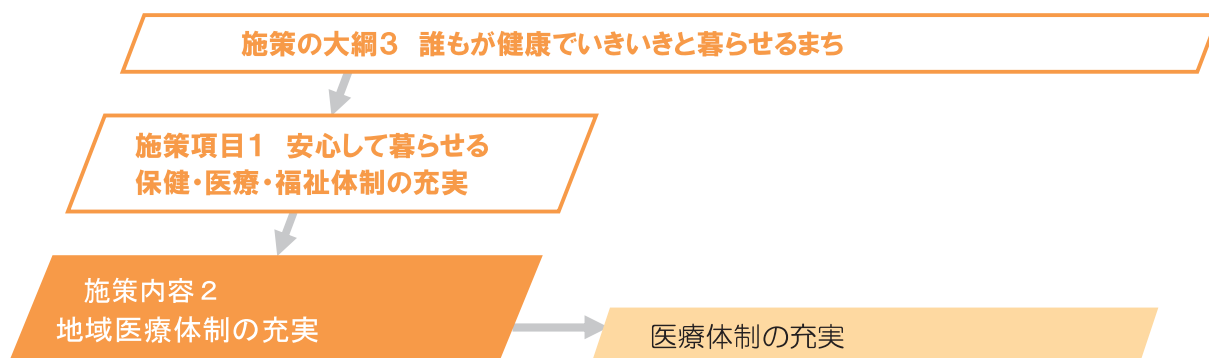 施策の大綱３　誰もが健康でいきいきと暮らせるまち
施策項目１　安心して暮らせる
保健・医療・福祉体制の充実
施策内容２
地域医療体制の充実
医療体制の充実